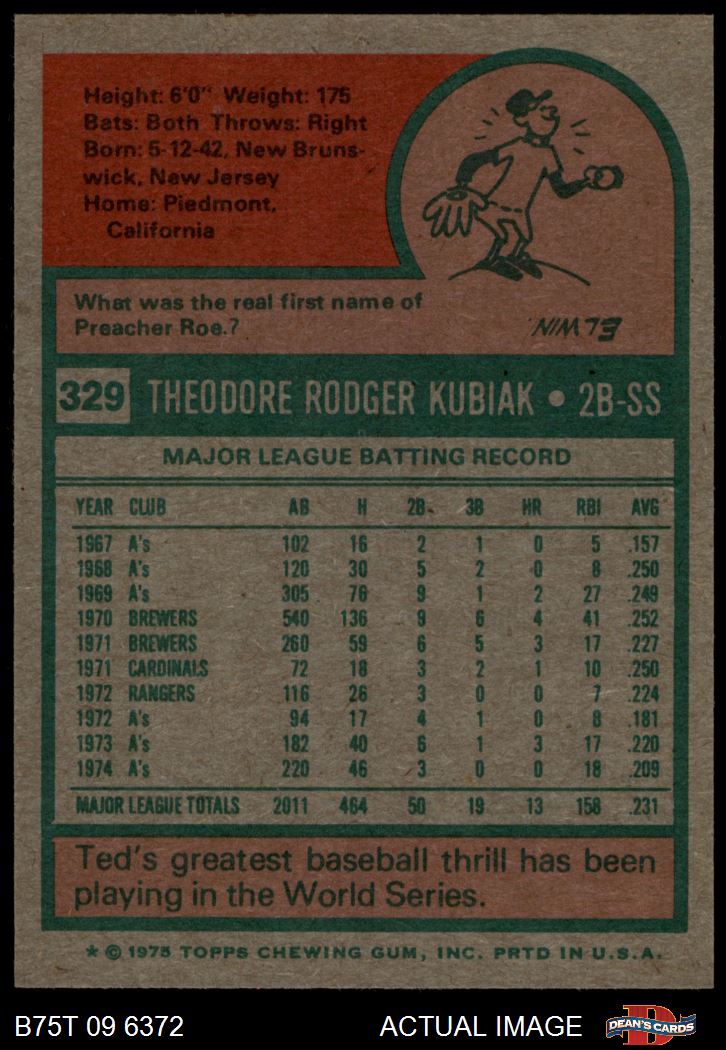 Height: 6'0" Weight: 175
Bats: Both Throws: Right
Born: 5-12-42, New Bruns-
wick, New Jersey
Home: Piedmont,
California
What was the real first name of
Preacher Roe.?
ELWIN.
329 THEODORE RODGER KUBIAK • 2B-SS
MAJOR LEAGUE BATTING RECORD
YEAR CLUB AB H 2B 3B HR RBI AVG
1967 A's 102 16 2 1 0 5 .157
1968 A's 120 30 5 2 0 8 .250
1969 A's 305 76 9 1 2 27 .249
1970 BREWERS 540 136 9 6 4 41 .252
1971 BREWERS 260 59 6 5 3 17 .227
1971 CARDINALS 72 18 3 2 1 10 .250
1972 RANGERS 116 26 3 0 0 7 .224
1972 A's 94 17 4 1 0 8 .181
1973 A's 182 40 6 1 3 17 .220
1974 A's 220 46 3 0 0 18 .209
MAJOR LEAGUE TOTALS 2011 464 50 19 13 158 .231
Ted's greatest baseball thrill has been
playing in the World Series.
* © 1975 TOPPS CHEWING GUM, INC. PRTD IN U.S.A.
B75T 09 6372 ACTUAL IMAGE D DEAN'S CARDS